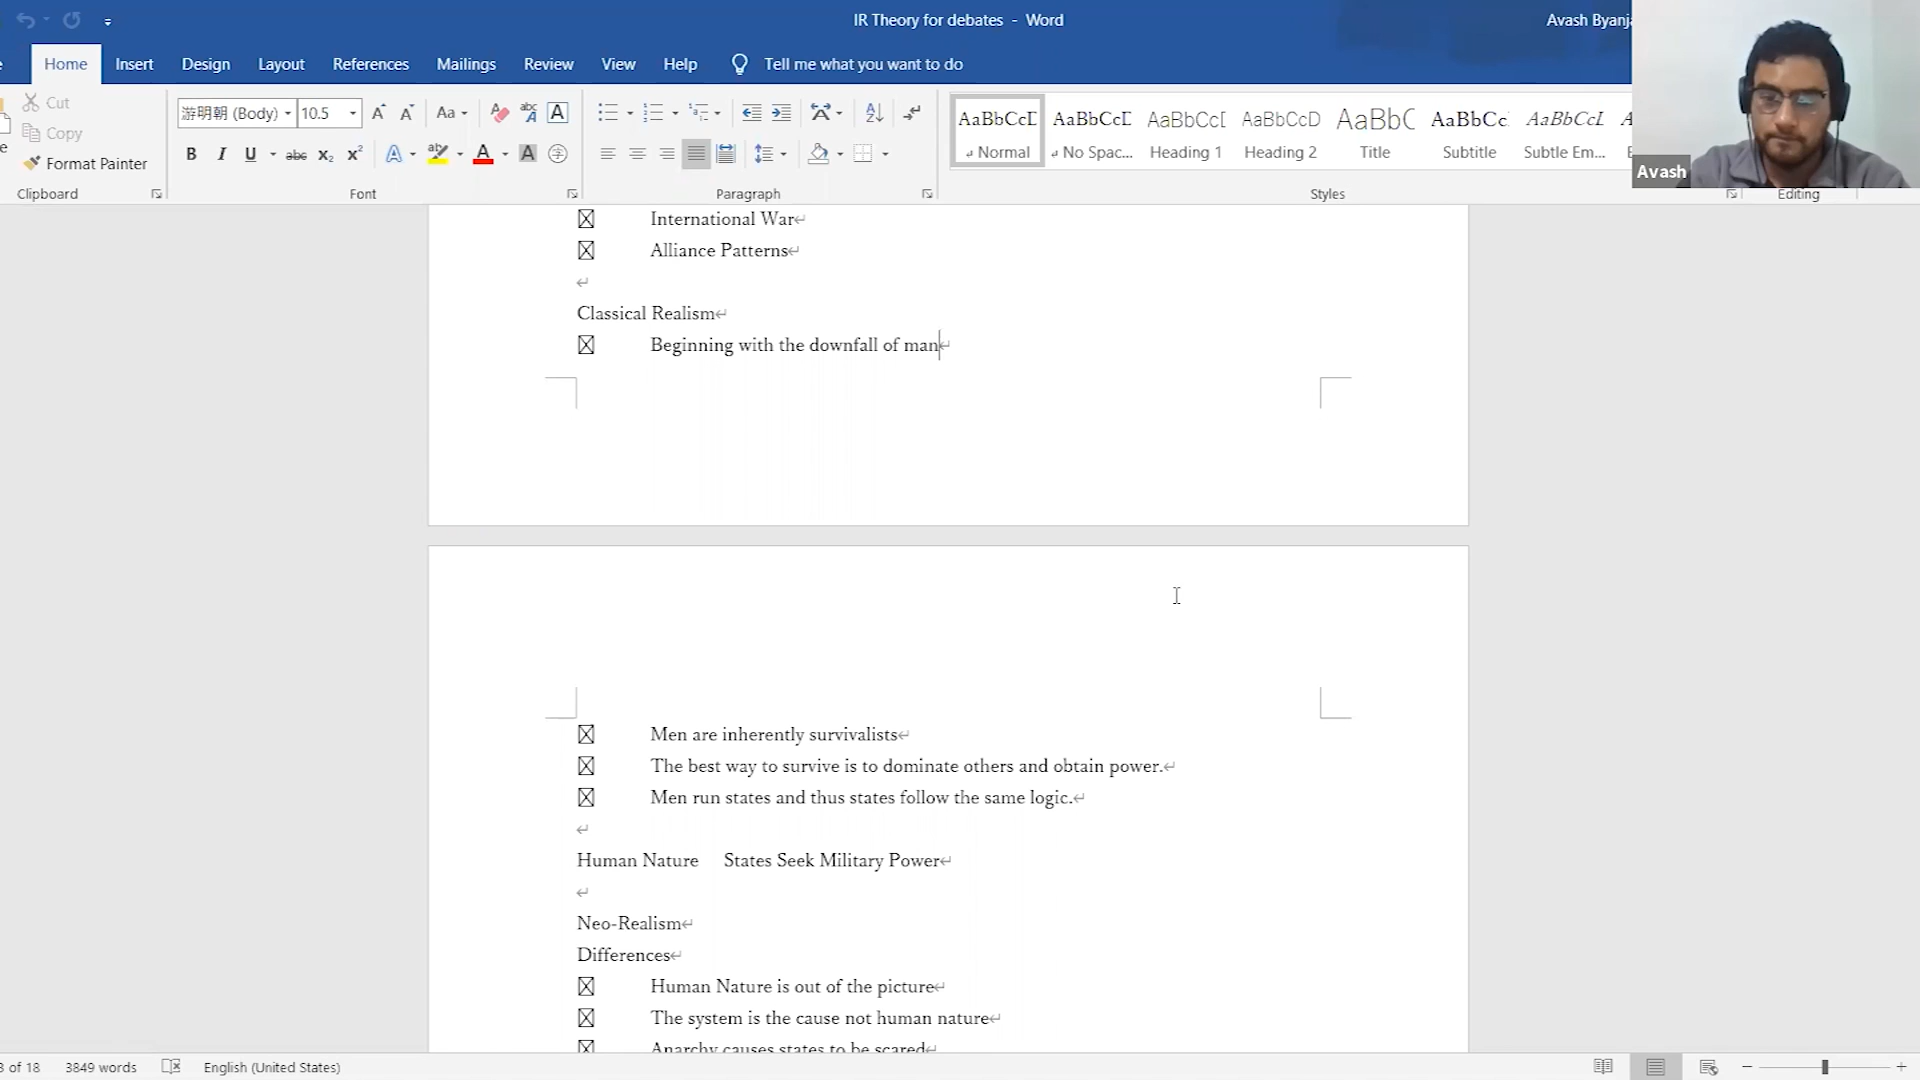 IR Theory for debates - Word
Avash
Home Insert Design Layout References Mailings Review View Help Tell me what you want to do
Cut
Copy
Format Painter
Clipboard
游明朝 (Body) 10.5
Font
Paragraph
AaBbCcD AaBbCcD AaBbCcD AaBbCcD AaBbC AaBbCc AaBbCcD
Normal No Spac... Heading 1 Heading 2 Title Subtitle Subtle Em...
Styles
Editing
Avash
International War
Alliance Patterns
Classical Realism
Beginning with the downfall of man
Men are inherently survivalists
The best way to survive is to dominate others and obtain power.
Men run states and thus states follow the same logic.
Human Nature States Seek Military Power
Neo-Realism
Differences
Human Nature is out of the picture
The system is the cause not human nature
Anarchy causes states to be scared
of 18 3849 words English (United States)